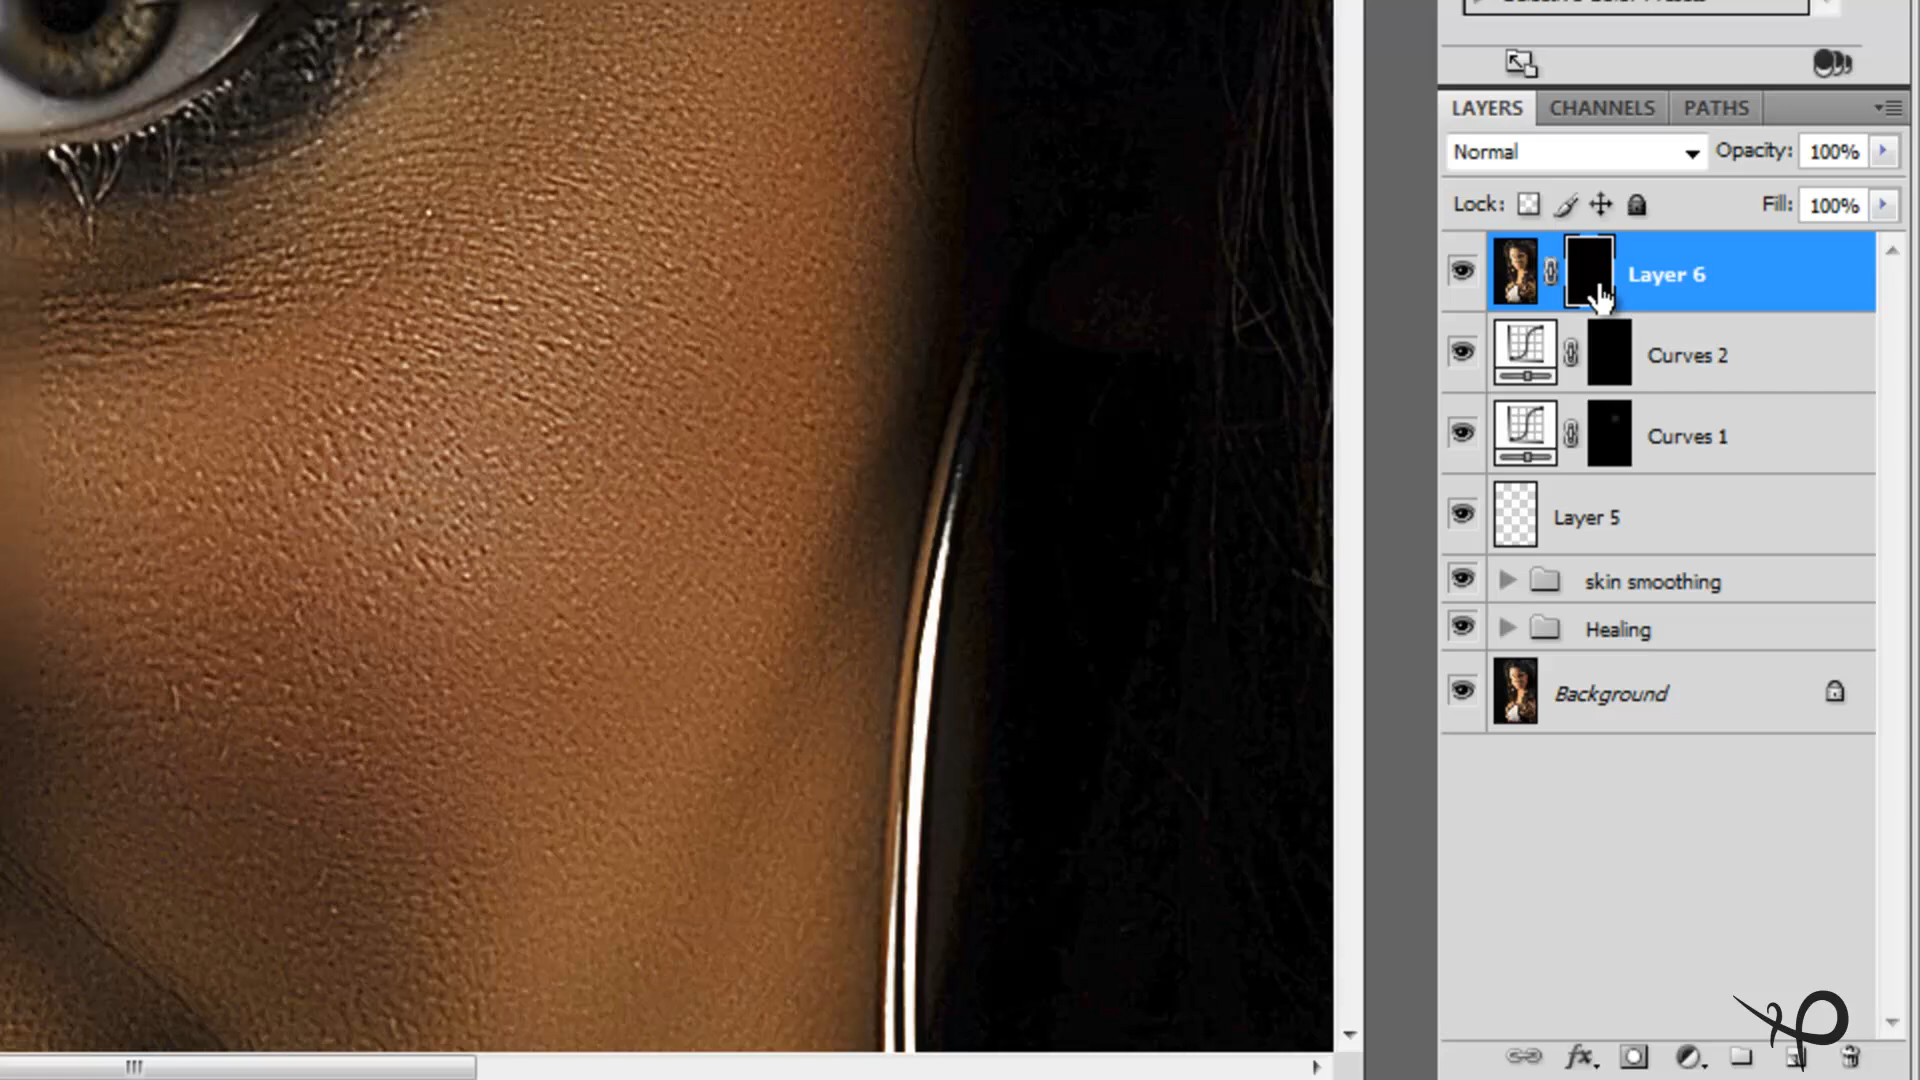 LAYERS CHANNELS PATHS
Normal Opacity: 100%
Lock: Fill: 100%
Layer 6
Curves 2
Curves 1
Layer 5
skin smoothing
Healing
Background
fx